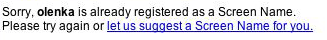 Sorry, olenka is already registered as a Screen Name.
Please try again or let us suggest a Screen Name for you.